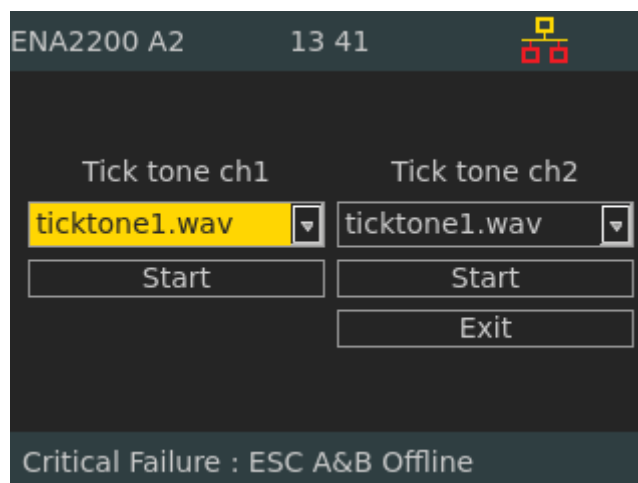 ENA2200 A2 13 41
Tick tone ch1 Tick tone ch2
ticktone1.wav ticktone1.wav
Start Start
Exit
Critical Failure : ESC A&B Offline